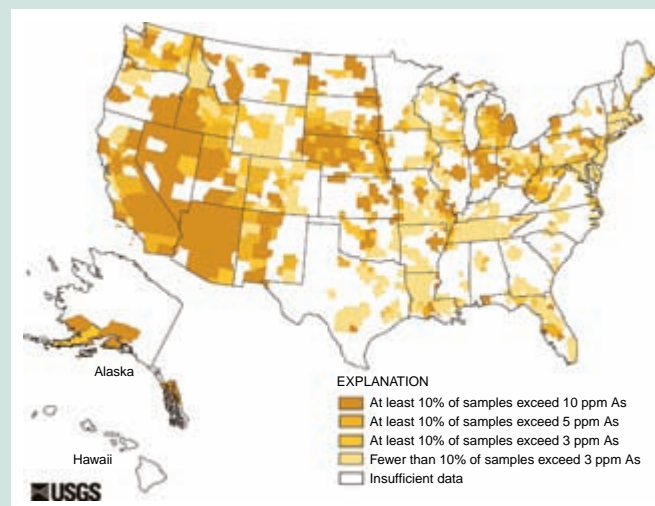 Alaska
Hawaii
EXPLANATION
At least 10% of samples exceed 10 ppm As
At least 10% of samples exceed 5 ppm As
At least 10% of samples exceed 3 ppm As
Fewer than 10% of samples exceed 3 ppm As
Insufficient data
USGS